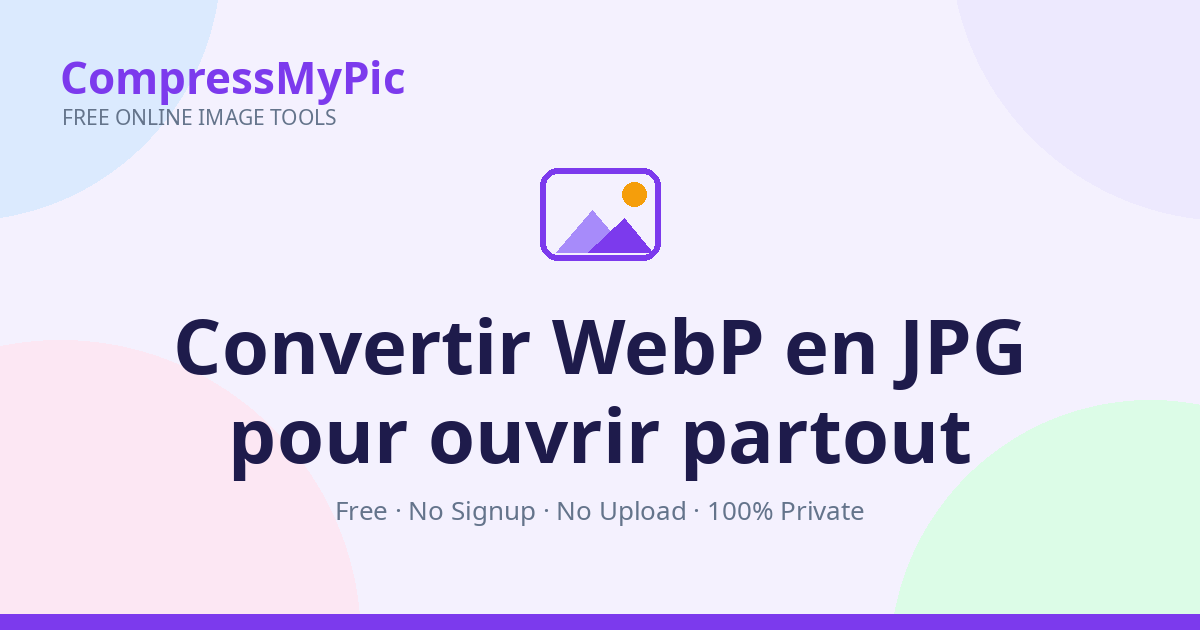 CompressMyPic
FREE ONLINE IMAGE TOOLS
Convertir WebP en JPG
pour ouvrir partout
Free · No Signup · No Upload · 100% Private